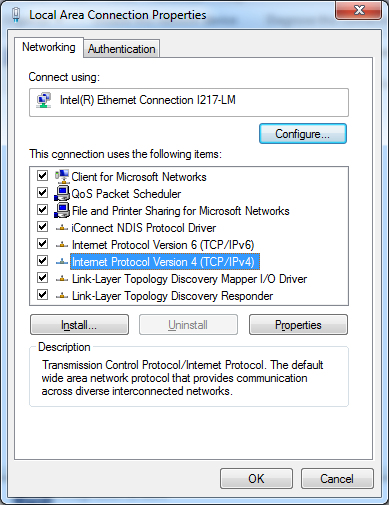 Local Area Connection Properties
Networking
Authentication
Connect using:
Intel(R) Ethernet Connection I217-LM
Configure...
This connection uses the following items:
Client for Microsoft Networks
QoS Packet Scheduler
File and Printer Sharing for Microsoft Networks
iConnect NDIS Protocol Driver
Internet Protocol Version 6 (TCP/IPv6)
Internet Protocol Version 4 (TCP/IPv4)
Link-Layer Topology Discovery Mapper I/O Driver
Link-Layer Topology Discovery Responder
Install...
Uninstall
Properties
Description
Transmission Control Protocol/Internet Protocol. The default
wide area network protocol that provides communication
across diverse interconnected networks.
OK
Cancel